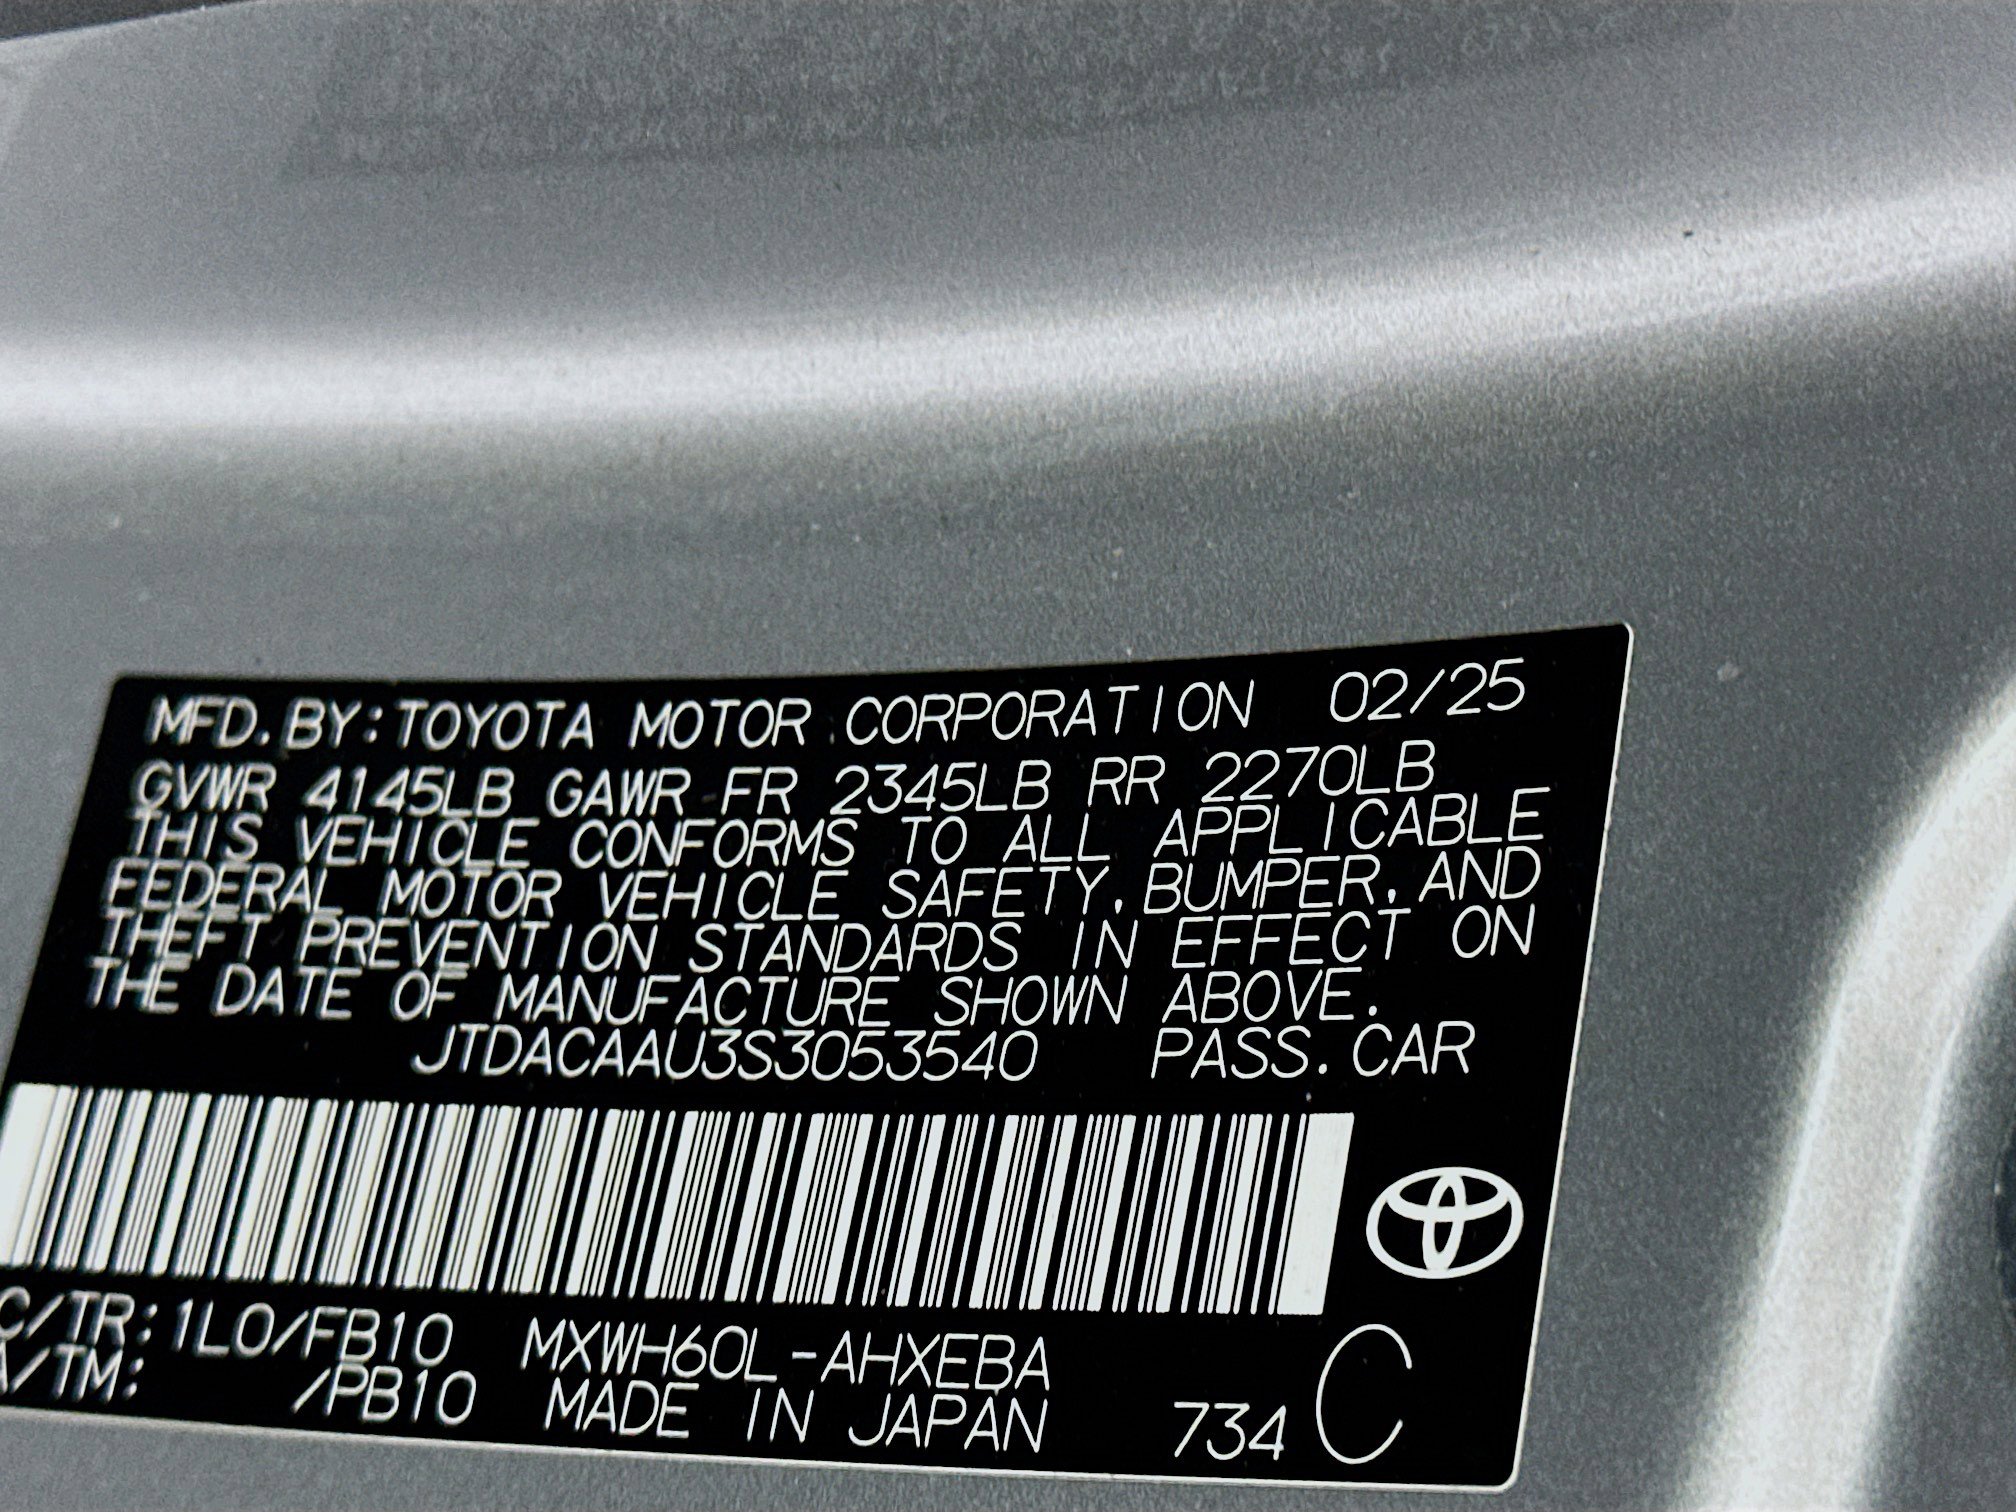 MFD. BY: TOYOTA MOTOR CORPORATION 02/25
GVWR 4145LB GAWR FR 2345LB RR 2270LB
THIS VEHICLE CONFORMS TO ALL APPLICABLE
FEDERAL MOTOR VEHICLE SAFETY, BUMPER, AND
THEFT PREVENTION STANDARDS IN EFFECT ON
THE DATE OF MANUFACTURE SHOWN ABOVE.
JTDACAAU3S3053540 PASS. CAR
C/TR: 1L0/FB10 MXWH60L-AHXEBA
A/TM: /PB10 MADE IN JAPAN 734 C